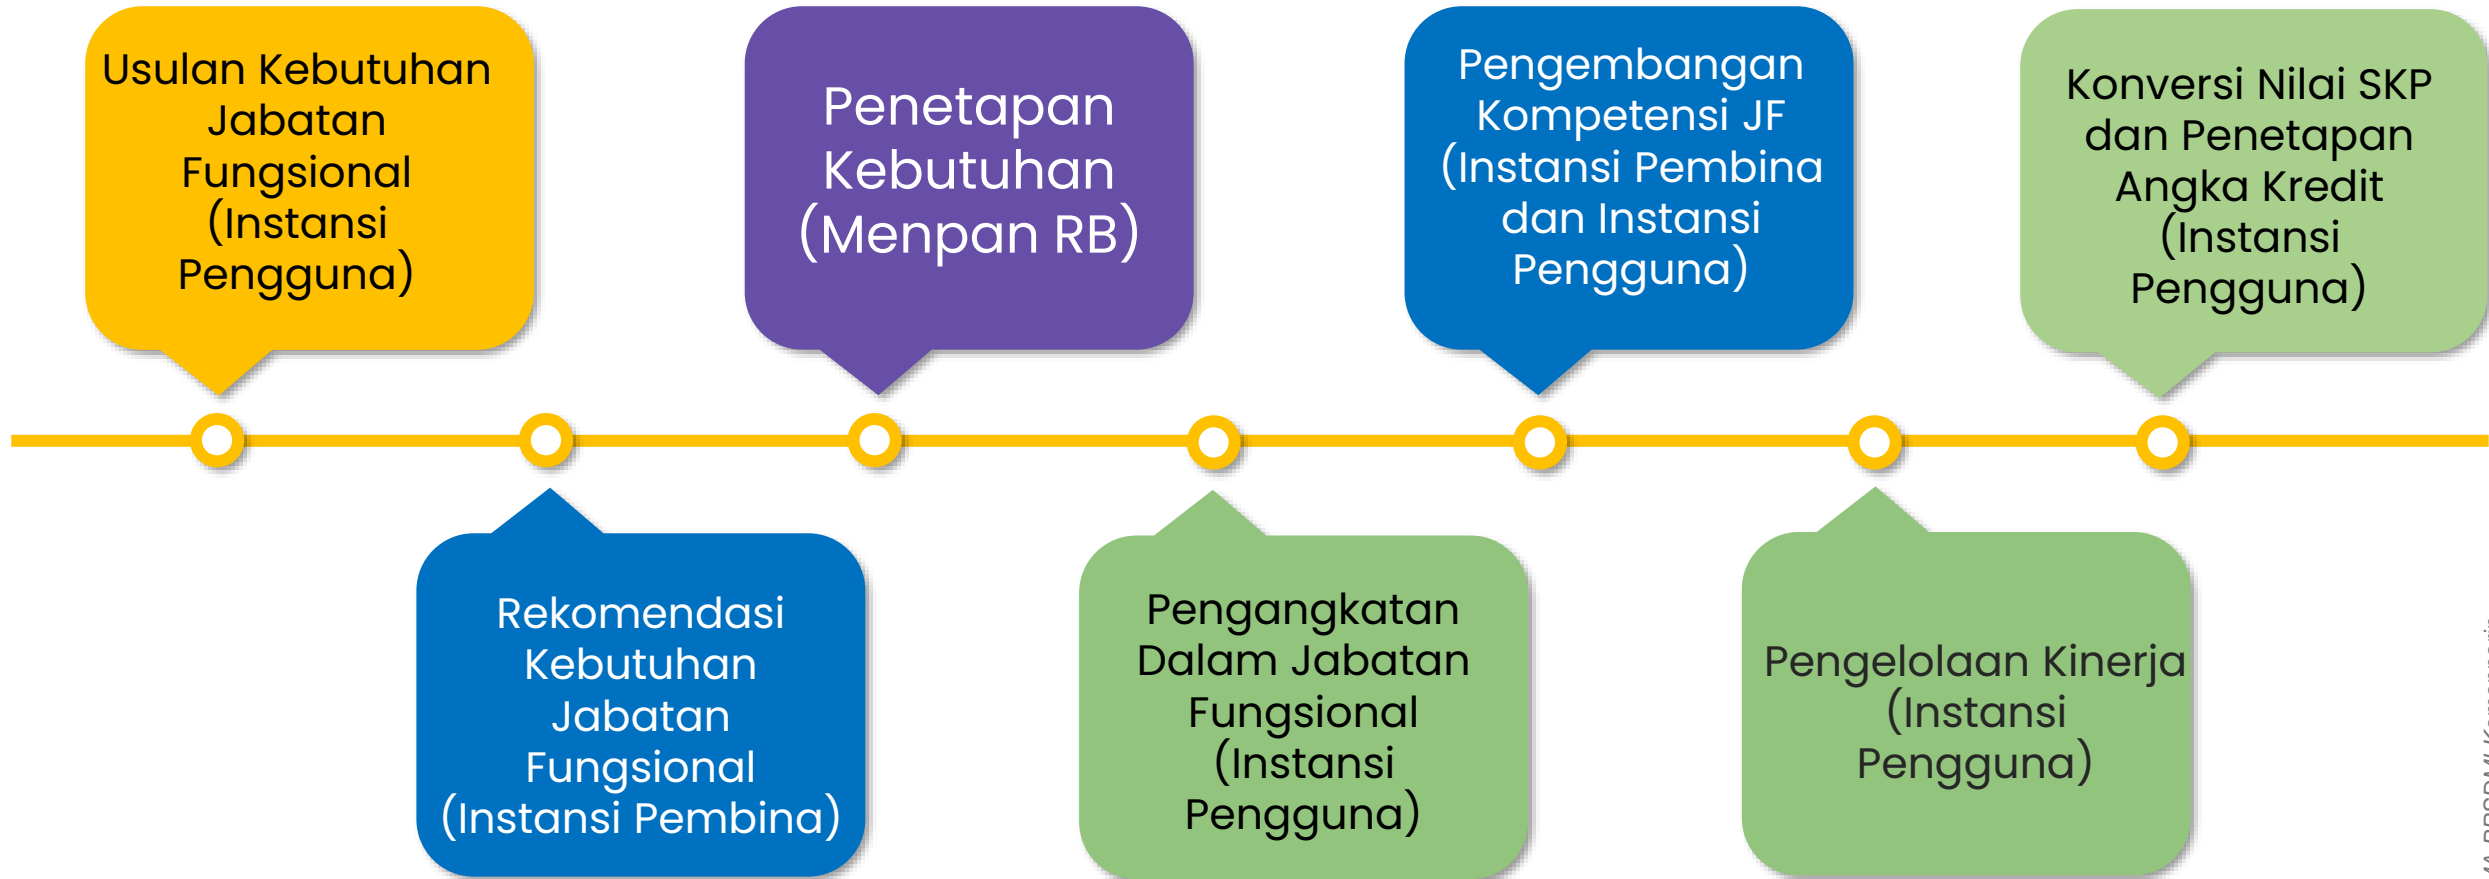 Usulan Kebutuhan
Jabatan
Fungsional
(Instansi
Pengguna)
Rekomendasi
Kebutuhan
Jabatan
Fungsional
(Instansi Pembina)
Penetapan
Kebutuhan
(Menpan RB)
Pengangkatan
Dalam Jabatan
Fungsional
(Instansi
Pengguna)
Pengembangan
Kompetensi JF
(Instansi Pembina
dan Instansi
Pengguna)
Pengelolaan Kinerja
(Instansi
Pengguna)
Konversi Nilai SKP
dan Penetapan
Angka Kredit
(Instansi
Pengguna)